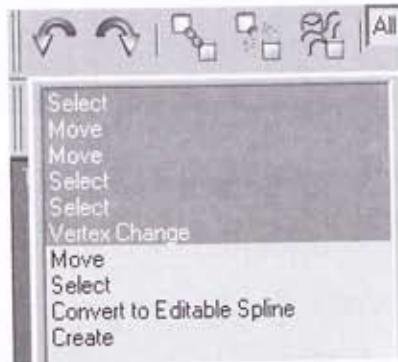 All
Select
Move
Move
Select
Select
Vertex Change
Move
Select
Convert to Editable Spline
Create